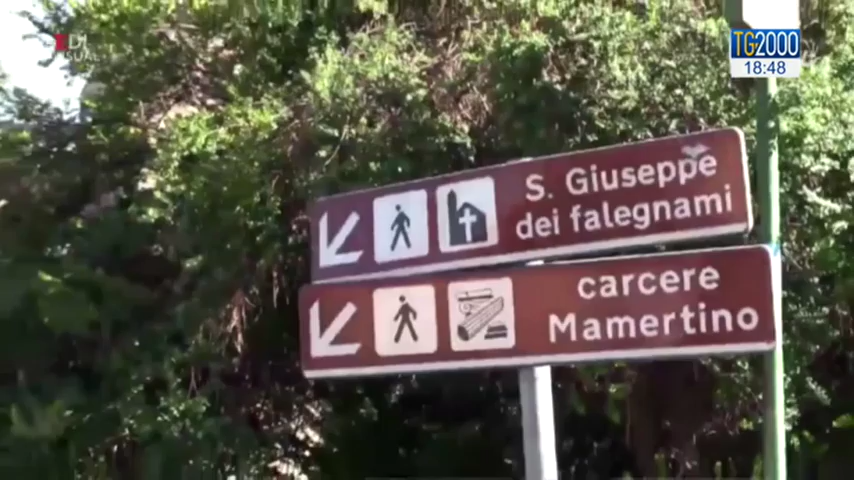 TG2000
18:48
S. Giuseppe
dei falegnami
carcere
Mamertino